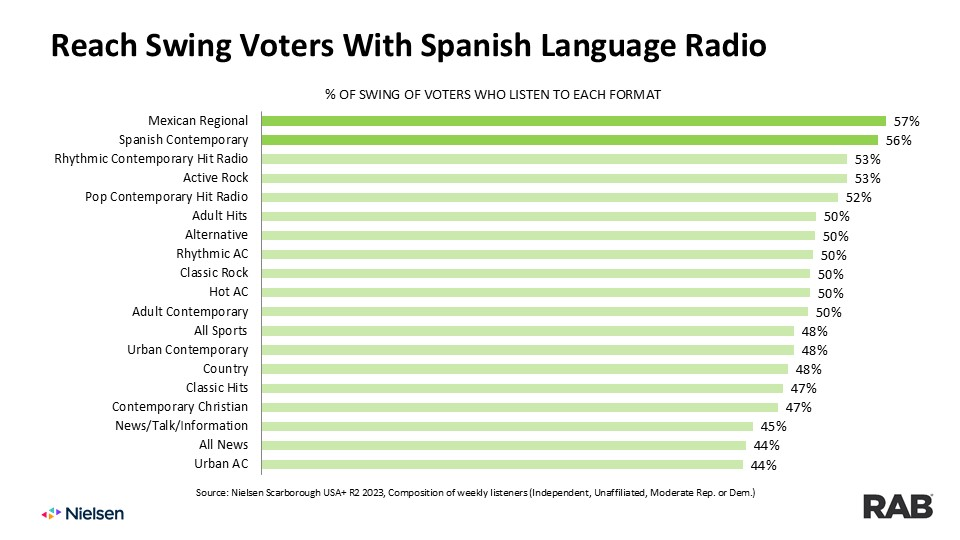 Reach Swing Voters With Spanish Language Radio
% OF SWING OF VOTERS WHO LISTEN TO EACH FORMAT
Mexican Regional 57%
Spanish Contemporary 56%
Rhythmic Contemporary Hit Radio 53%
Active Rock 53%
Pop Contemporary Hit Radio 52%
Adult Hits 50%
Alternative 50%
Rhythmic AC 50%
Classic Rock 50%
Hot AC 50%
Adult Contemporary 50%
All Sports 48%
Urban Contemporary 48%
Country 48%
Classic Hits 47%
Contemporary Christian 47%
News/Talk/Information 45%
All News 44%
Urban AC 44%
Source: Nielsen Scarborough USA+ R2 2023, Composition of weekly listeners (Independent, Unaffiliated, Moderate Rep. or Dem.)
Nielsen
RAB